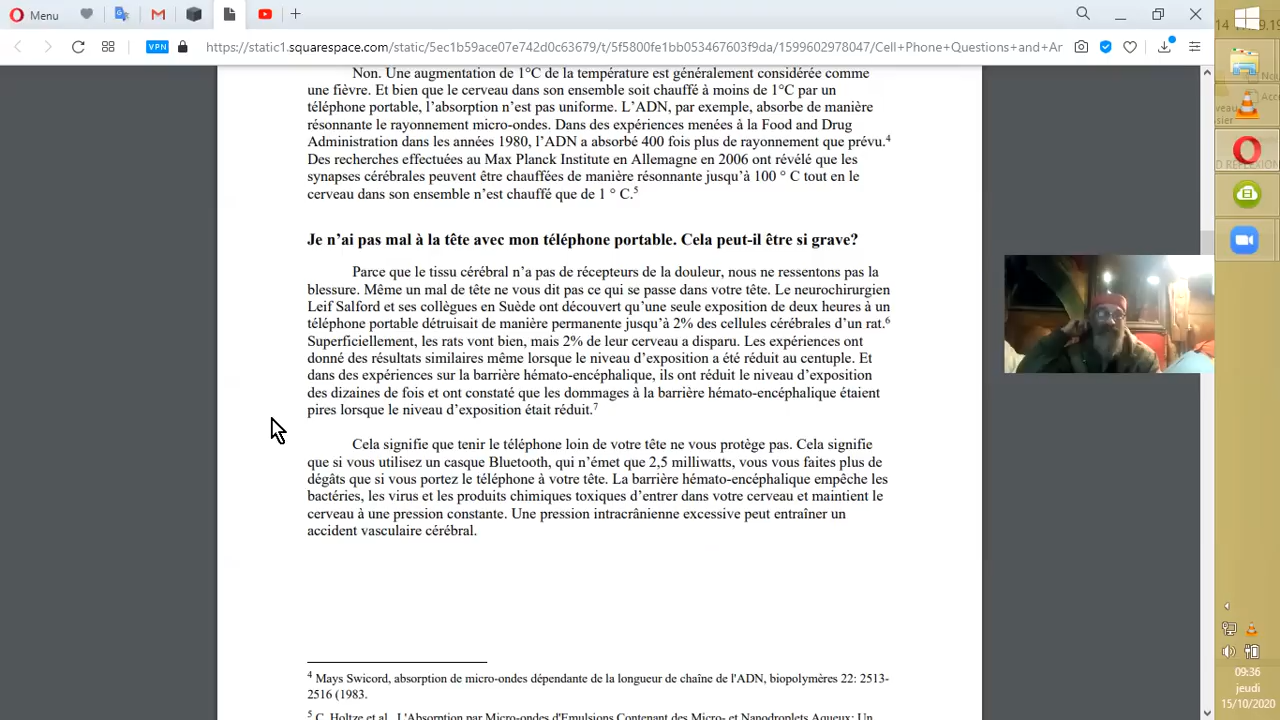 Menu
VPN
https://static1.squarespace.com/static/5ec1b59aceb7e742d0c63679/t/5f5800fe1bb053467603f9da/1599602970047/Cell+Phone+Questions+and+Ar
Non. Une augmentation de 1°C de la température est généralement considérée comme
une fièvre. Et bien que le cerveau dans son ensemble soit chauffé à moins de 1°C par un
téléphone portable, l’absorption n’est pas uniforme. L’ADN, par exemple, absorbe de manière
résonnante le rayonnement micro-ondes. Dans des expériences menées à la Food and Drug
Administration dans les années 1980, l’ADN a absorbé 400 fois plus de rayonnement que prévu.4
Des recherches effectuées au Max Planck Institute en Allemagne en 2006 ont révélé que les
synapses cérébrales peuvent être chauffées de manière résonnante jusqu’à 100 ° C tout en le
cerveau dans son ensemble n’est chauffé que de 1 ° C.5
Je n’ai pas mal à la tête avec mon téléphone portable. Cela peut-il être si grave?
Parce que le tissu cérébral n’a pas de récepteurs de la douleur, nous ne ressentons pas la
blessure. Même un mal de tête ne vous dit pas ce qui se passe dans votre tête. Le neurochirurgien
Leif Salford et ses collègues en Suède ont découvert qu’une seule exposition de deux heures à un
téléphone portable détruisait de manière permanente jusqu’à 2% des cellules cérébrales d’un rat.6
Superficiellement, les rats vont bien, mais 2% de leur cerveau a disparu. Les expériences ont
donné des résultats similaires même lorsque le niveau d’exposition a été réduit au centuple. Et
dans des expériences sur la barrière hémato-encéphalique, ils ont réduit le niveau d’exposition
des dizaines de fois et ont constaté que les dommages à la barrière hémato-encéphalique étaient
pires lorsque le niveau d’exposition était réduit.7
Cela signifie que tenir le téléphone loin de votre tête ne vous protège pas. Cela signifie
que si vous utilisez un casque Bluetooth, qui n’émet que 2,5 milliwatts, vous vous faites plus de
dégâts que si vous portez le téléphone à votre tête. La barrière hémato-encéphalique empêche les
bactéries, les virus et les produits chimiques toxiques d’entrer dans votre cerveau et maintient le
cerveau à une pression constante. Une pression intracrânienne excessive peut entraîner un
accident vasculaire cérébral.
4 Mays Swicord, absorption de micro-ondes dépendante de la longueur de chaîne de l'ADN, biopolymères 22: 2513-
2516 (1983.
5 C. Holtze et al., L'Absorption par Micro-ondes d'Emulsions Contenant des Micro- et Nanodroplets Aqueux: Un
09:36
jeudi
15/10/2020